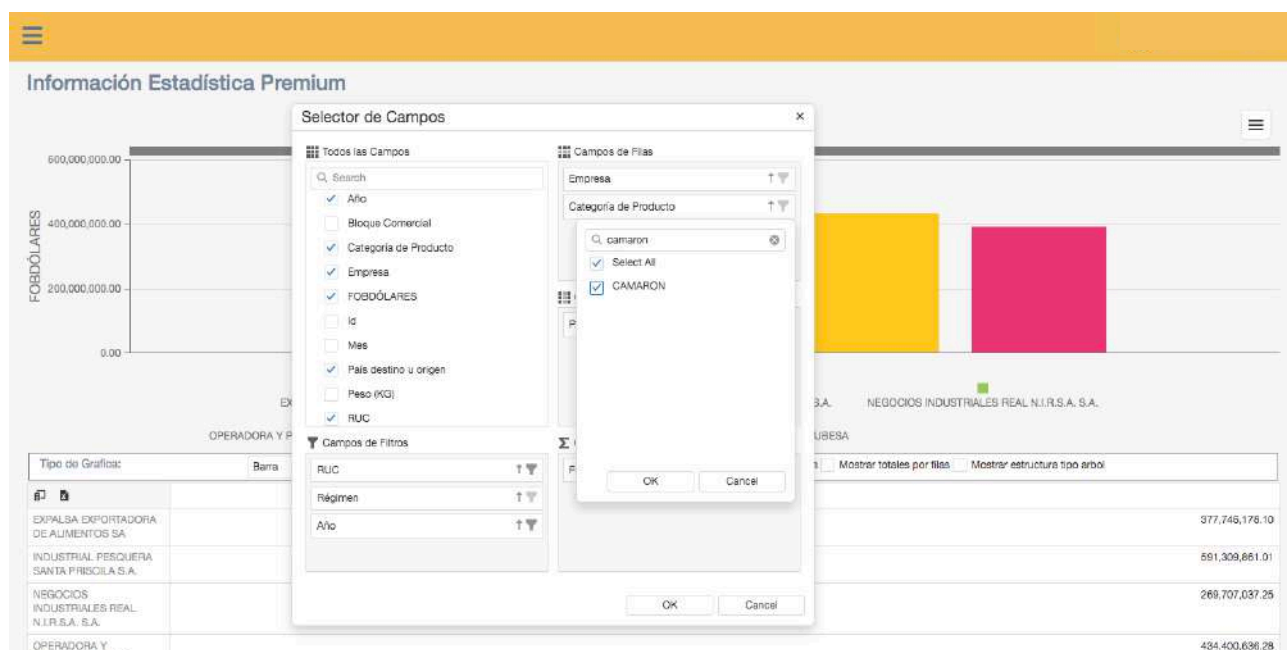 Información Estadística Premium
Selector de Campos
Todos las Campos
Search
Año
Bloque Comercial
Categoría de Producto
Empresa
FOBDÓLARES
Id
Mes
País destino u origen
Peso (KG)
RUC
Campos de Filas
Empresa
Categoría de Producto
camaron
Select All
CAMARON
OK Cancel
Campos de Filtros
RUC
Régimen
Año
OK Cancel
600,000,000.00
400,000,000.00
200,000,000.00
0.00
FOBDÓLARES
EX
S.A.
NEGOCIOS INDUSTRIALES REAL N.I.R.S.A. S.A.
OPERADORA Y P
UBESA
Tipo de Grafica:
Barra
Mostrar totales por filas
Mostrar estructura tipo arbol
EXPALSA EXPORTADORA
DE ALIMENTOS SA
377,746,176.10
INDUSTRIAL PESQUERA
SANTA PRISCILA S.A.
591,309,861.01
NEGOCIOS
INDUSTRIALES REAL
N.I.R.S.A. S.A.
269,707,037.25
OPERADORA Y
434,400,636.28